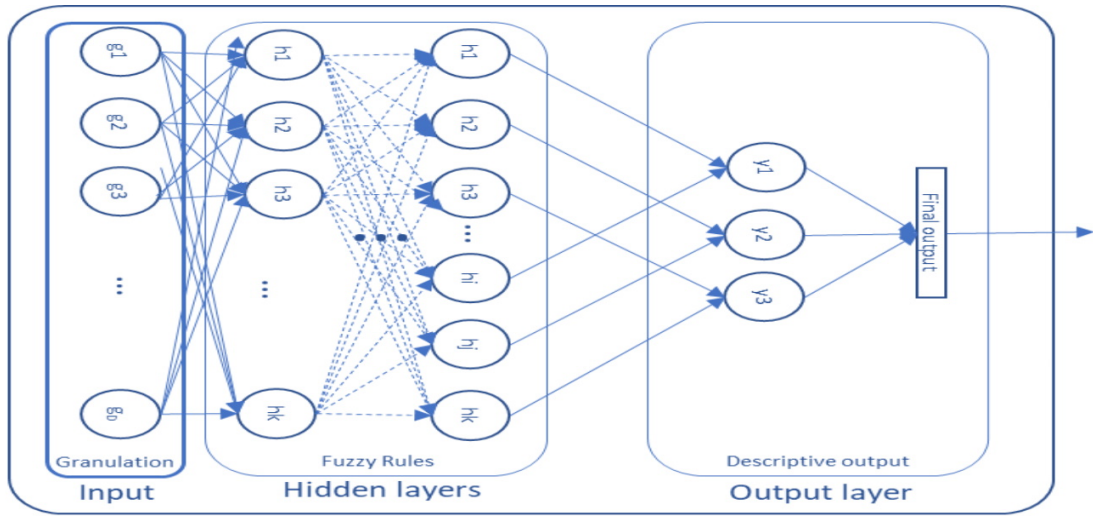 g1
g2
g3
...
gD
Granulation
Input
h1
h2
h3
...
hk
...
h1
h2
h3
...
hi
hj
hk
Fuzzy Rules
Hidden layers
y1
y2
y3
Final output
Descriptive output
Output layer